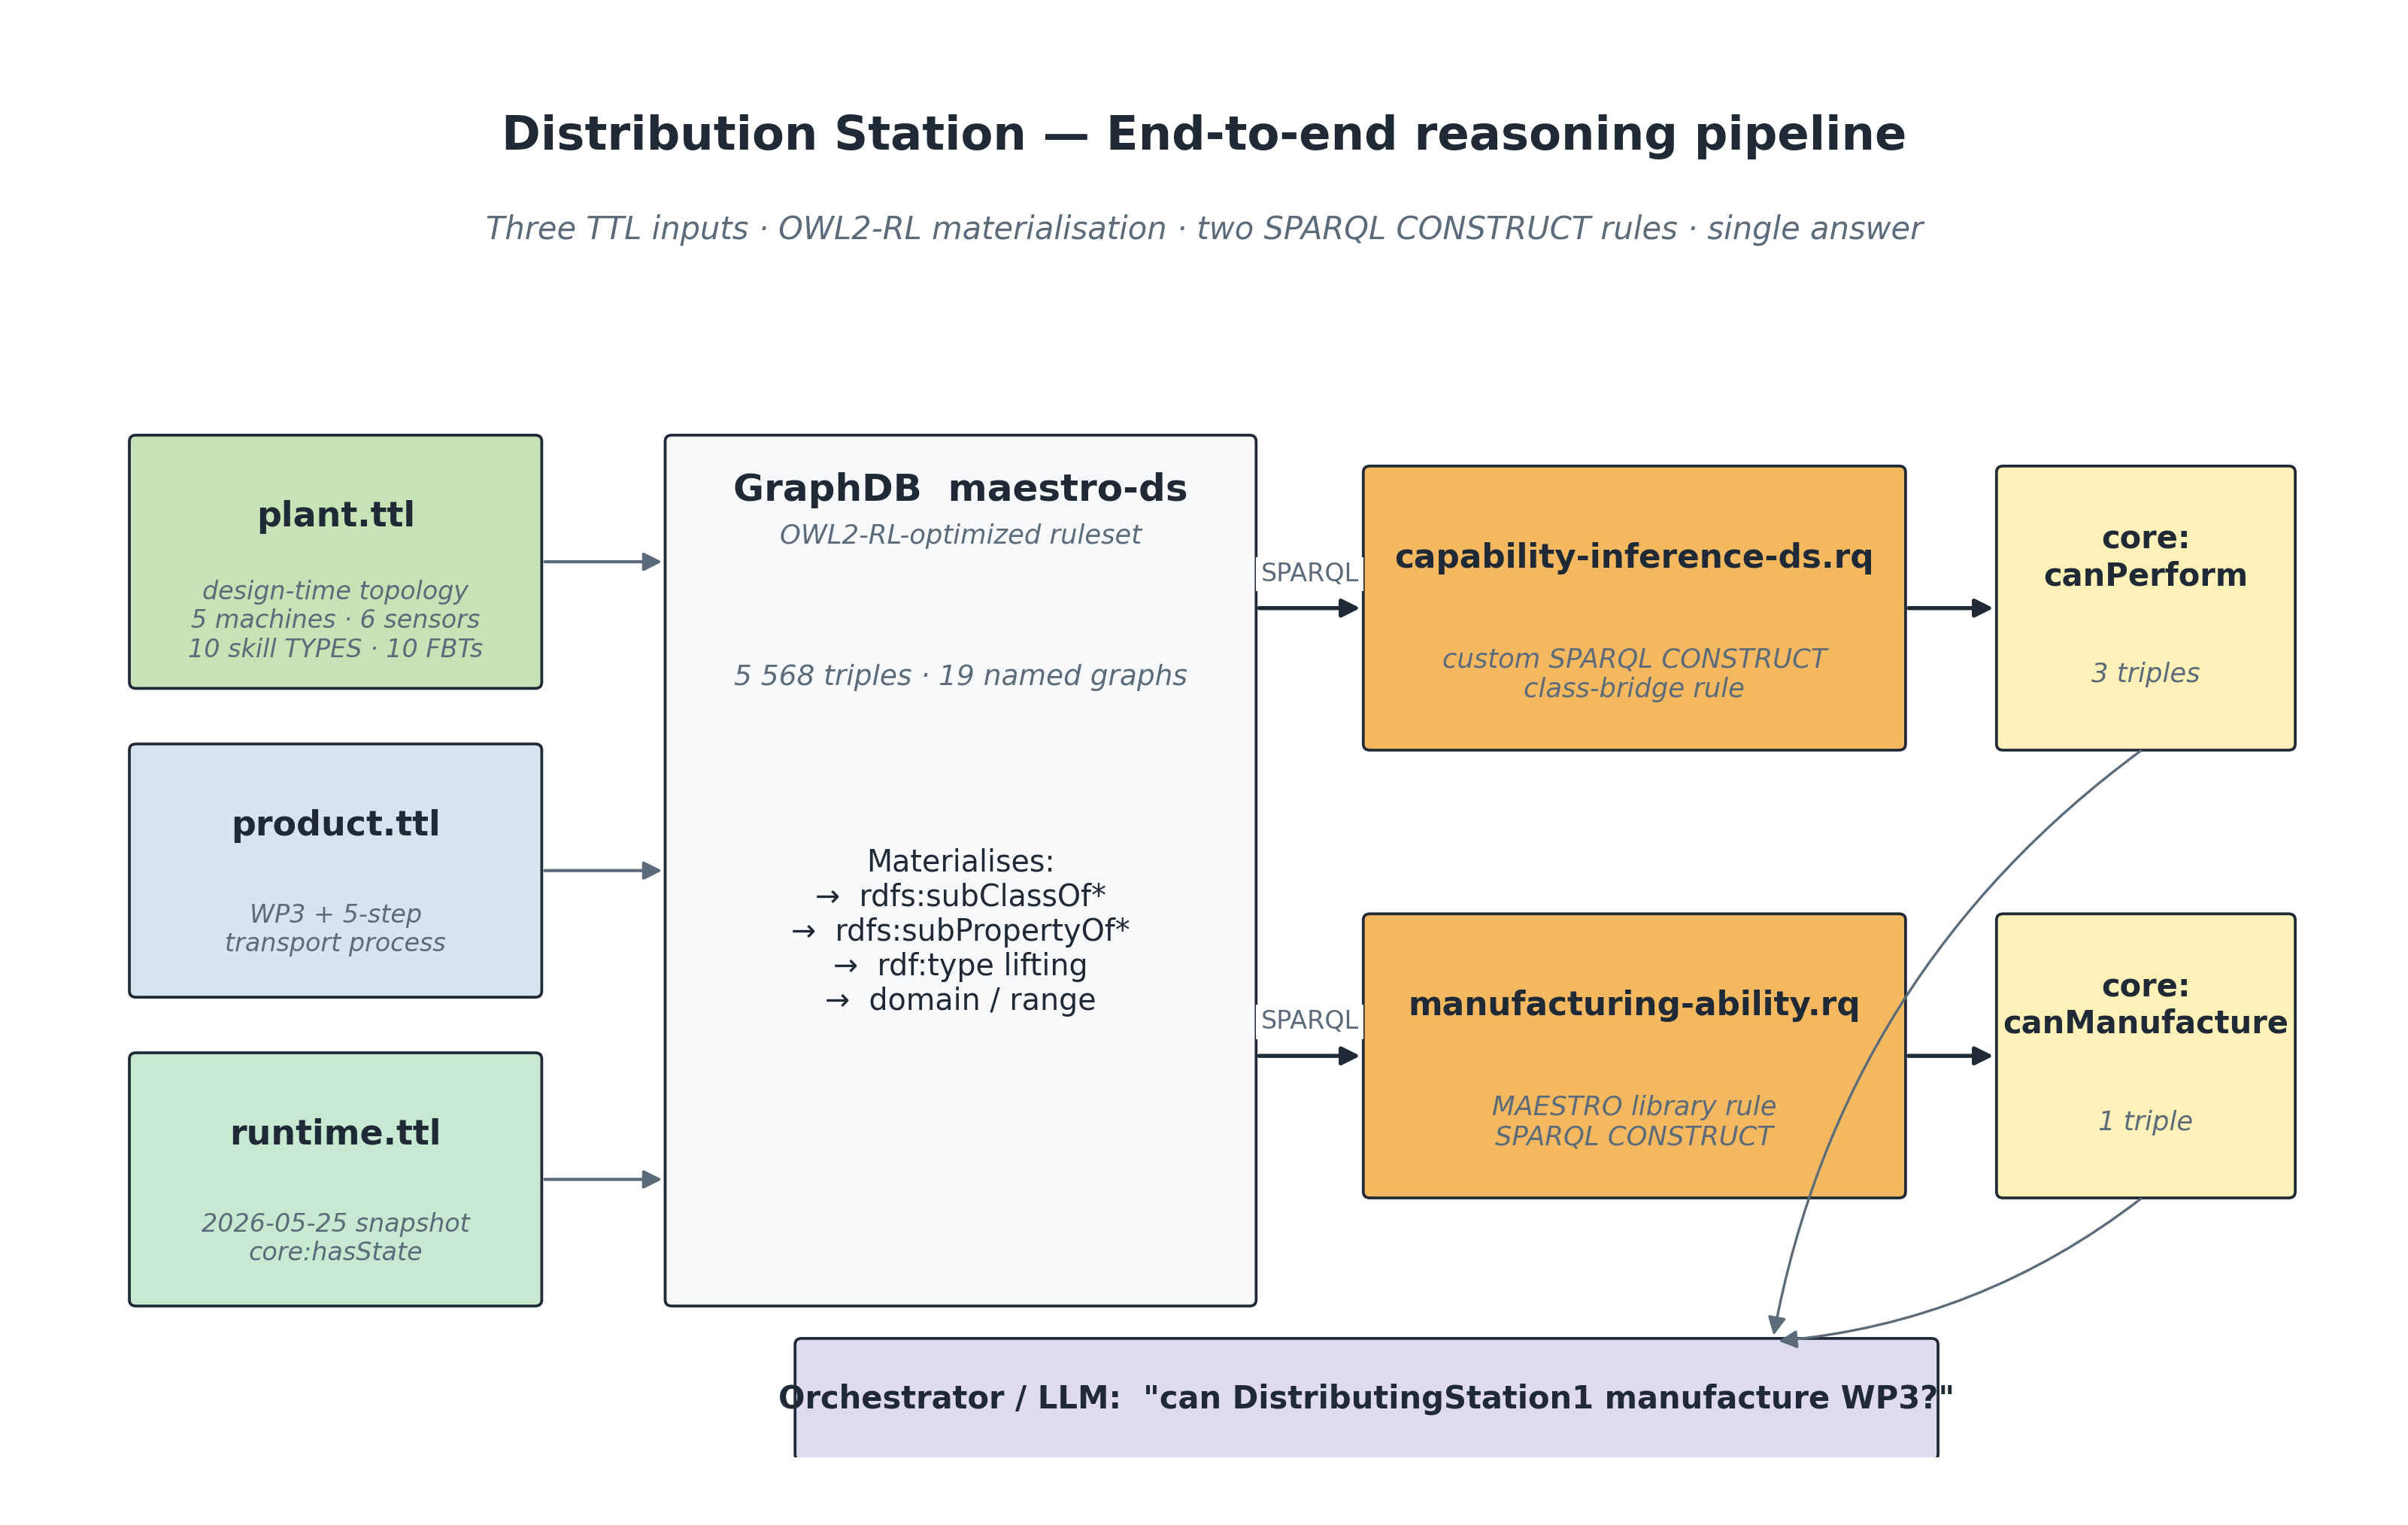 Distribution Station — End-to-end reasoning pipeline
Three TTL inputs · OWL2-RL materialisation · two SPARQL CONSTRUCT rules · single answer
plant.ttl
design-time topology
5 machines · 6 sensors
10 skill TYPES · 10 FBTs
product.ttl
WP3 + 5-step
transport process
runtime.ttl
2026-05-25 snapshot
core:hasState
GraphDB  maestro-ds
OWL2-RL-optimized ruleset
5 568 triples · 19 named graphs
Materialises:
→  rdfs:subClassOf*
→  rdfs:subPropertyOf*
→  rdf:type lifting
→  domain / range
SPARQL
capability-inference-ds.rq
custom SPARQL CONSTRUCT
class-bridge rule
core:
canPerform
3 triples
SPARQL
manufacturing-ability.rq
MAESTRO library rule
SPARQL CONSTRUCT
core:
canManufacture
1 triple
Orchestrator / LLM:  "can DistributingStation1 manufacture WP3?"